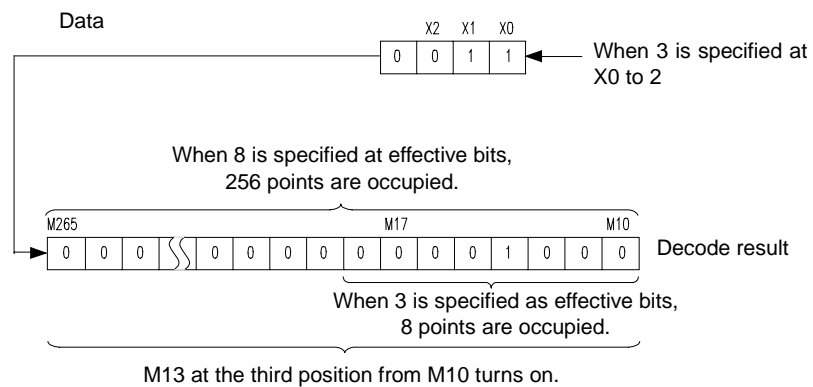 Data
X2 X1 X0
0 0 1 1
When 3 is specified at
X0 to 2
When 8 is specified at effective bits,
256 points are occupied.
M265 M17 M10
0 0 0 0 0 0 0 0 0 0 0 1 0 0 0
Decode result
When 3 is specified as effective bits,
8 points are occupied.
M13 at the third position from M10 turns on.